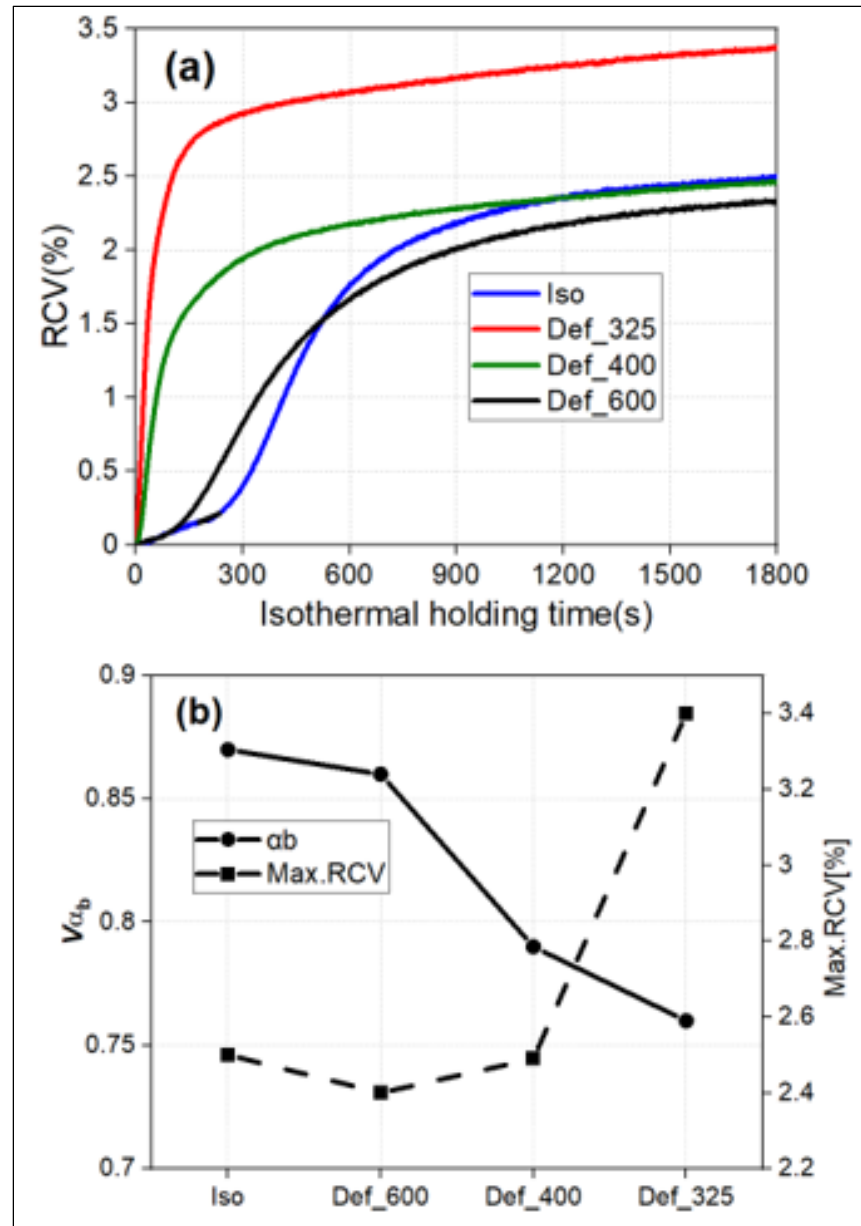 (a)
RCV(%)
3.5
3
2.5
2
1.5
1
0.5
0
Iso
Def_325
Def_400
Def_600
0 300 600 900 1200 1500 1800
Isothermal holding time(s)
(b)
Vαb
0.9
0.85
0.8
0.75
0.7
αb
Max.RCV
3.4
3.2
3
2.8
2.6
2.4
2.2
Max.RCV[%]
Iso Def_600 Def_400 Def_325